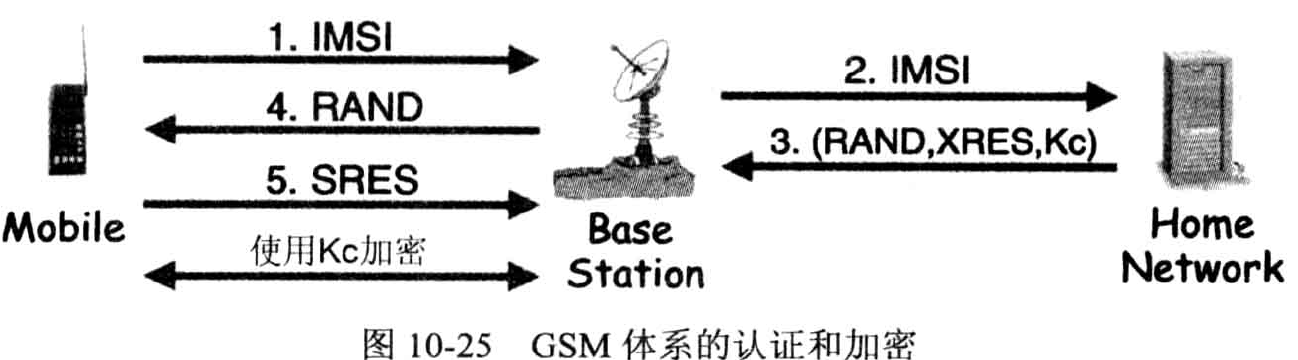 1. IMSI
2. IMSI
4. RAND
3. (RAND,XRES,Kc)
5. SRES
使用Kc加密
Mobile
Base
Station
Home
Network
图 10-25 GSM 体系的认证和加密